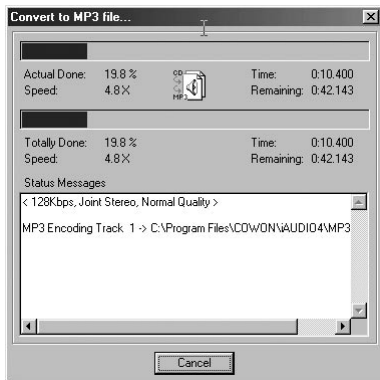 Convert to MP3 file...
Actual Done: 19.8 % Time: 0:10.400
Speed: 4.8X CD MP3 Remaining: 0:42.143
Totally Done: 19.8 % Time: 0:10.400
Speed: 4.8X Remaining: 0:42.143
Status Messages
< 128Kbps, Joint Stereo, Normal Quality >
MP3 Encoding Track 1 -> C:\Program Files\COWON\iAUDIO4\MP3
Cancel